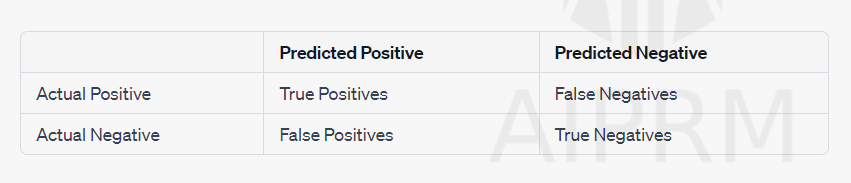 Predicted Positive Predicted Negative
Actual Positive True Positives False Negatives
Actual Negative False Positives True Negatives
AIPRM